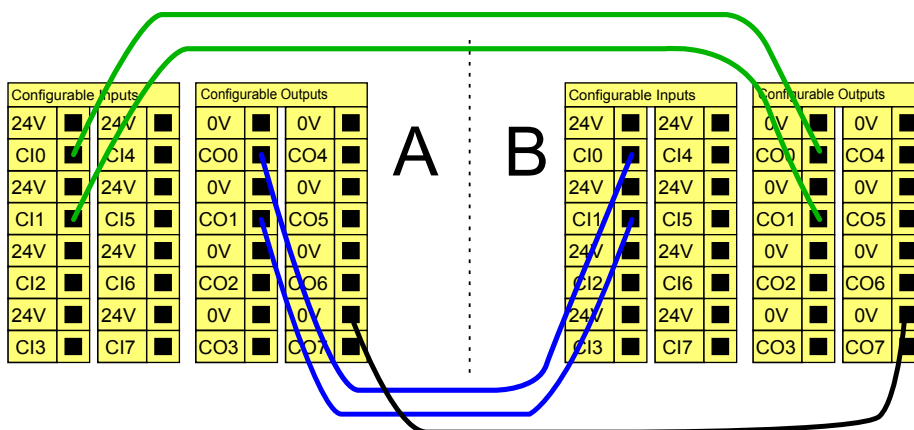 Configurable Inputs Configurable Outputs Configurable Inputs Configurable Outputs
24V 24V 0V 0V A B 24V 24V 0V 0V
CI0 CI4 CO0 CO4 CI0 CI4 CO0 CO4
24V 24V 0V 0V 24V 24V 0V 0V
CI1 CI5 CO1 CO5 CI1 CI5 CO1 CO5
24V 24V 0V 0V 24V 24V 0V 0V
CI2 CI6 CO2 CO6 CI2 CI6 CO2 CO6
24V 24V 0V 0V 24V 24V 0V 0V
CI3 CI7 CO3 CO7 CI3 CI7 CO3 CO7